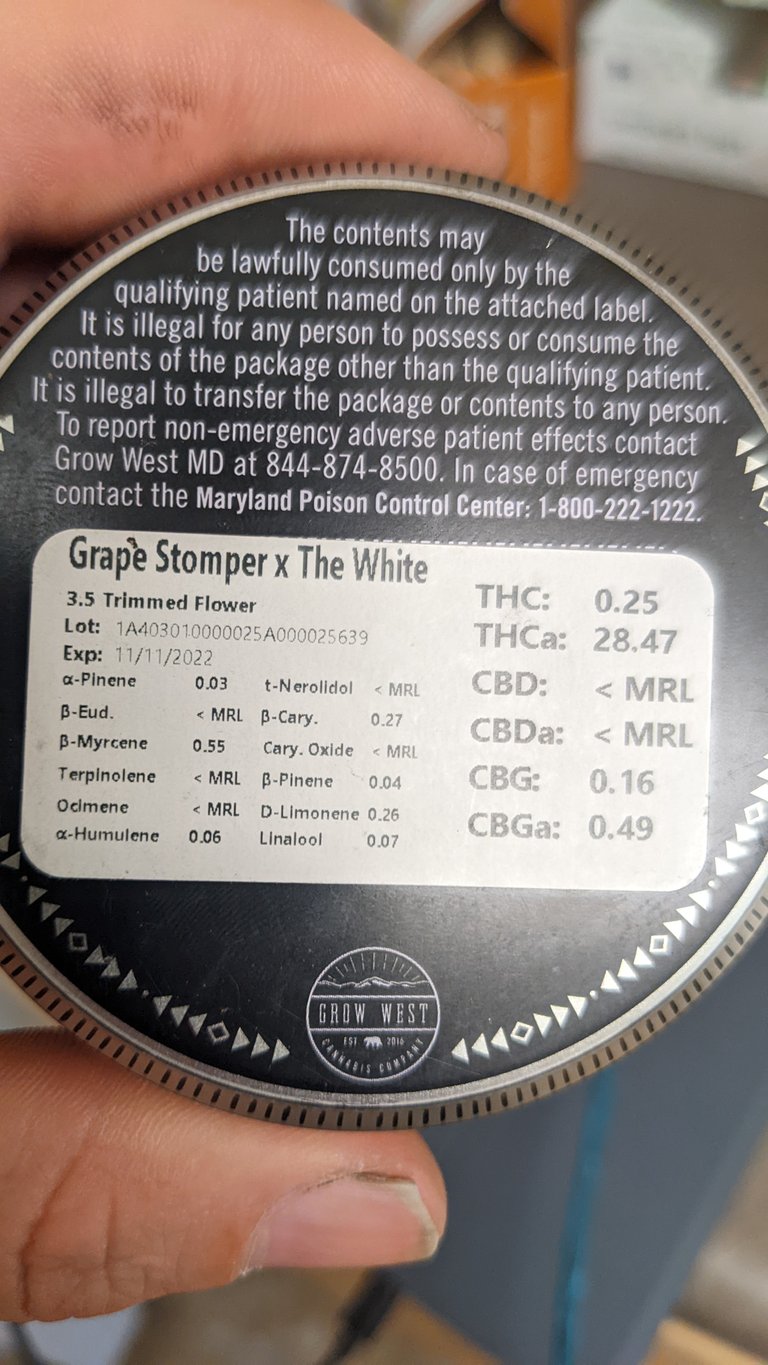 The contents may
be lawfully consumed only by the
qualifying patient named on the attached label.
It is illegal for any person to possess or consume the
contents of the package other than the qualifying patient.
It is illegal to transfer the package or contents to any person.
To report non-emergency adverse patient effects contact
Grow West MD at 844-874-8500. In case of emergency
contact the Maryland Poison Control Center: 1-800-222-1222.
Grape Stomper x The White
3.5 Trimmed Flower
Lot: 1A403010000025A000025639
Exp: 11/11/2022
α-Pinene 0.03 t-Nerolidol < MRL
β-Eud. < MRL β-Cary. 0.27
β-Myrcene 0.55 Cary. Oxide < MRL
Terpinolene < MRL β-Pinene 0.04
Ocimene < MRL D-Limonene 0.26
α-Humulene 0.06 Linalool 0.07
THC: 0.25
THCa: 28.47
CBD: < MRL
CBDa: < MRL
CBG: 0.16
CBGa: 0.49
GROW WEST
EST 2016
CANNABIS COMPANY